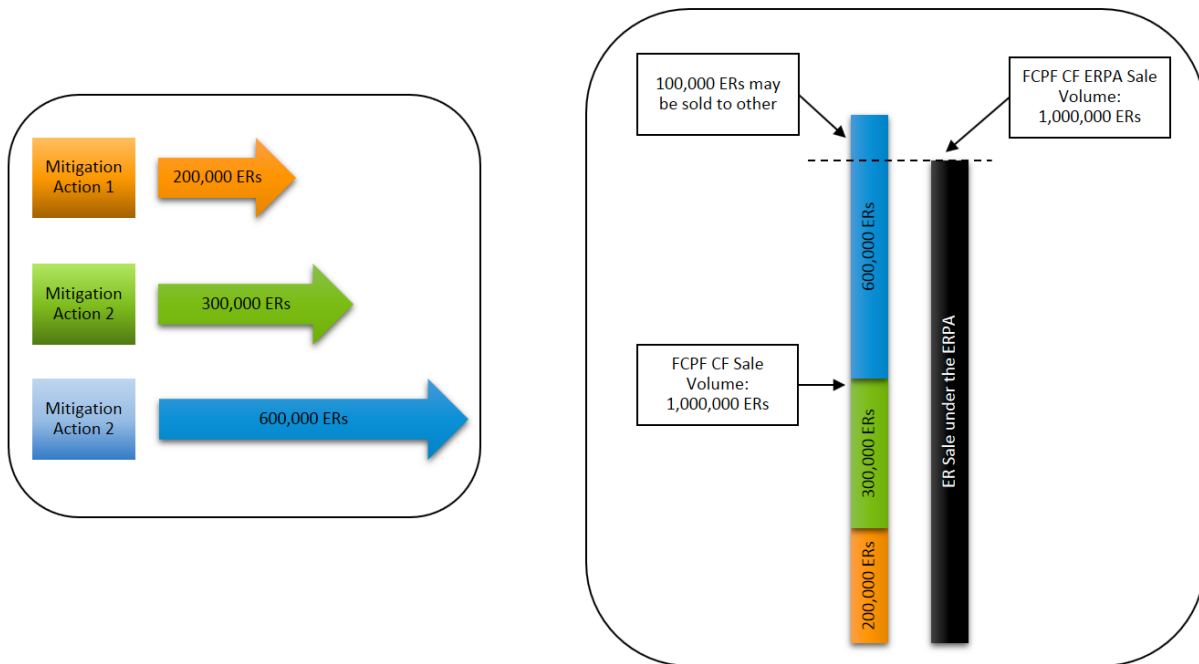 Mitigation
Action 1
200,000 ERs
Mitigation
Action 2
300,000 ERs
Mitigation
Action 2
600,000 ERs
100,000 ERs may
be sold to other
FCPF CF ERPA Sale
Volume:
1,000,000 ERs
600,000 ERs
FCPF CF Sale
Volume:
1,000,000 ERs
300,000 ERs
200,000 ERs
ER Sale under the ERPA